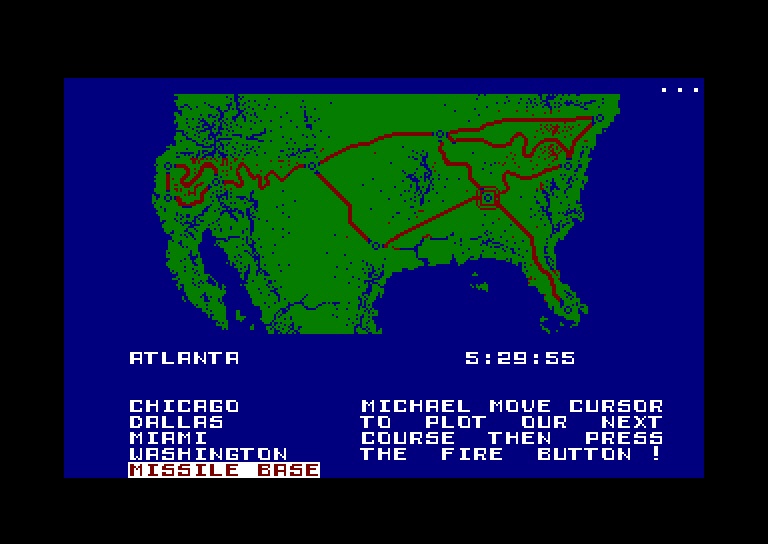 ...
ATLANTA 5:29:55
CHICAGO MICHAEL MOVE CURSOR
DALLAS TO PLOT OUR NEXT
MIAMI COURSE THEN PRESS
WASHINGTON THE FIRE BUTTON !
MISSILE BASE